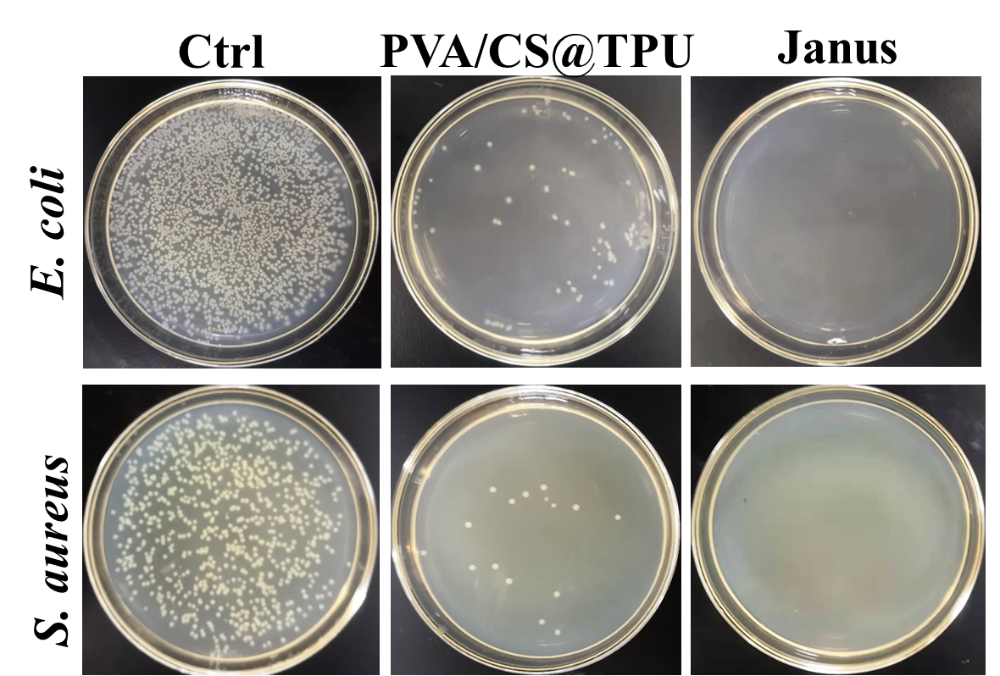 Ctrl
PVA/CS@TPU
Janus
E. coli
S. aureus